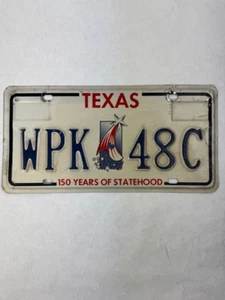 TEXAS
WPK 48C
150 YEARS OF STATEHOOD